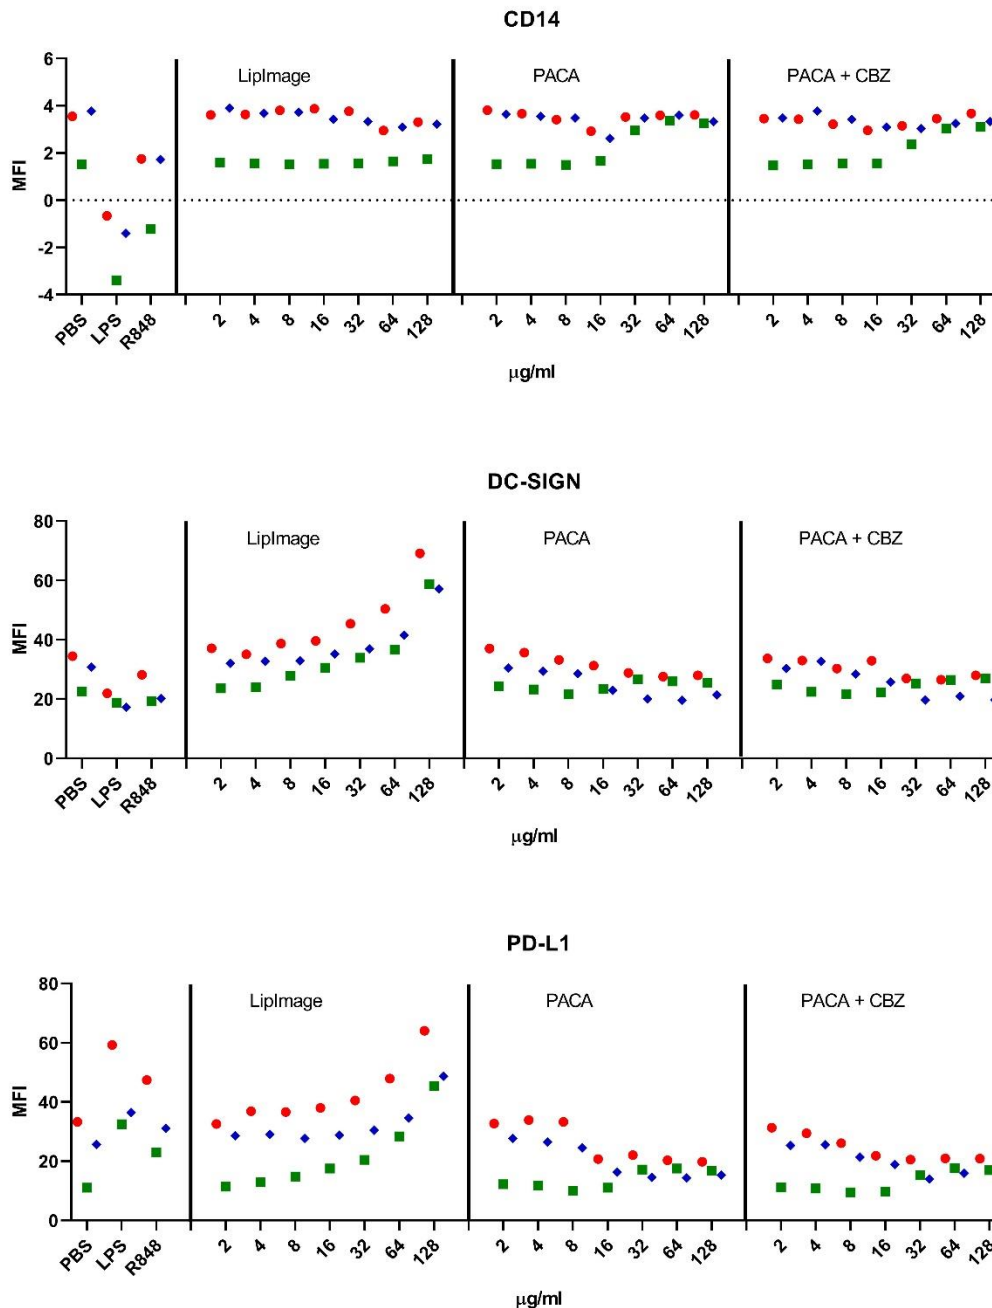 CD14
6
4
2
0
-2
-4
MFI
LipImage
PACA
PACA + CBZ
PBS LPS R848 2 4 8 16 32 64 128 2 4 8 16 32 64 128 2 4 8 16 32 64 128
μg/ml
DC-SIGN
80
60
40
20
0
MFI
LipImage
PACA
PACA + CBZ
PBS LPS R848 2 4 8 16 32 64 128 2 4 8 16 32 64 128 2 4 8 16 32 64 128
μg/ml
PD-L1
80
60
40
20
0
MFI
LipImage
PACA
PACA + CBZ
PBS LPS R848 2 4 8 16 32 64 128 2 4 8 16 32 64 128 2 4 8 16 32 64 128
μg/ml